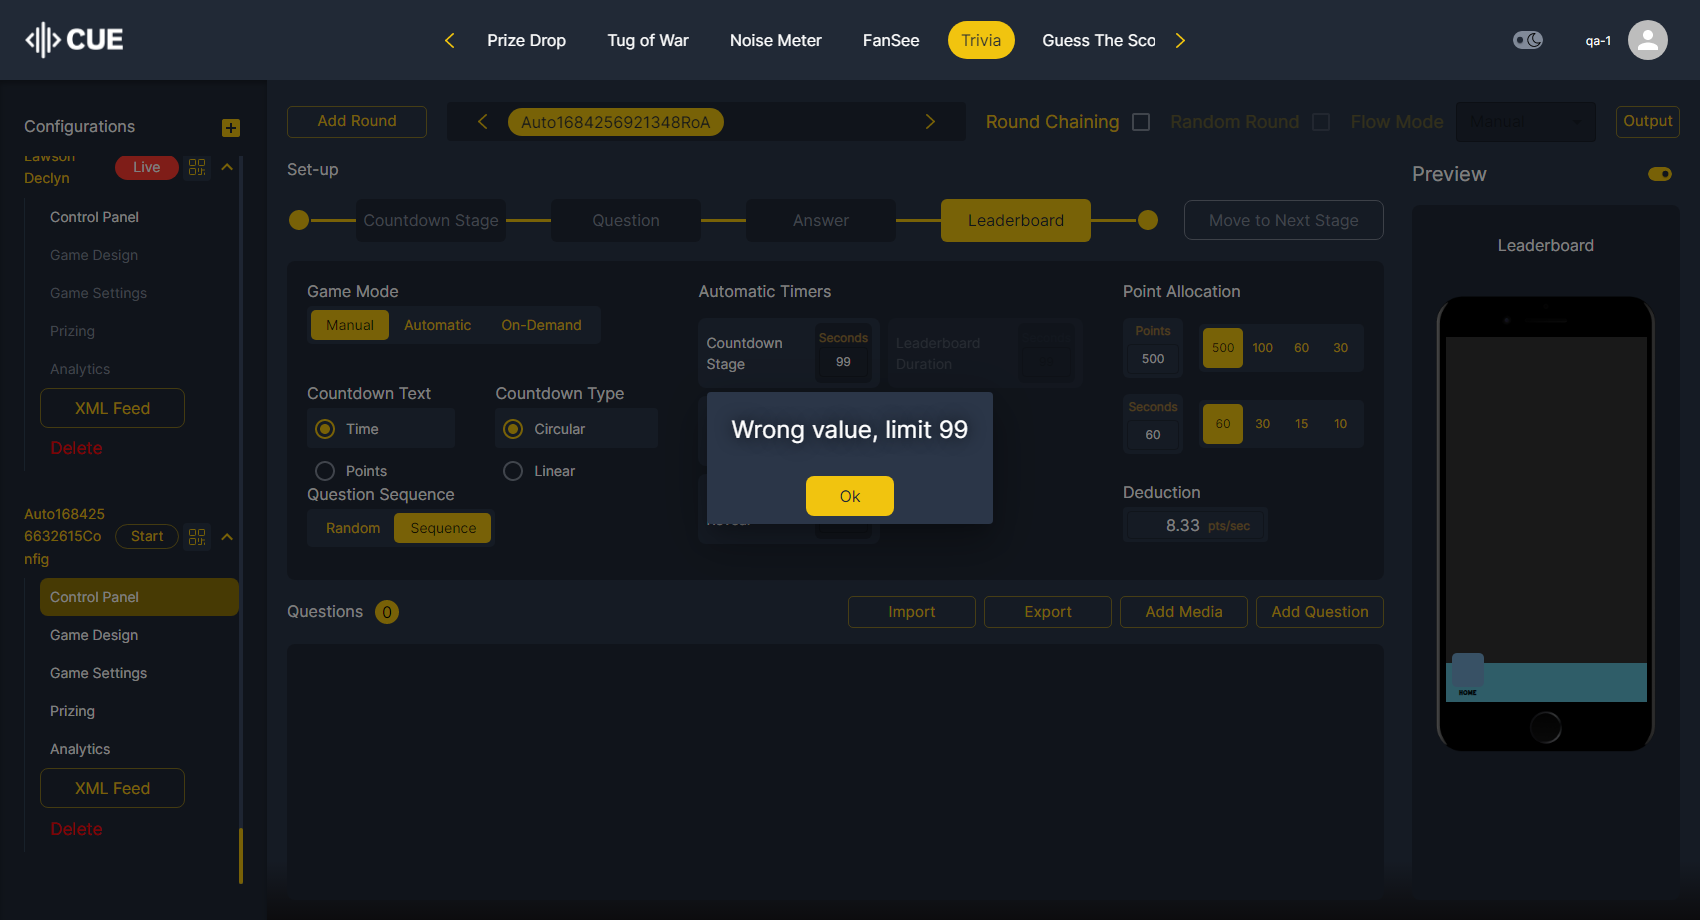 CUE
Prize Drop
Tug of War
Noise Meter
FanSee
Trivia
Guess The Sco
qa-1
Configurations
Lawson
Declyn
Live
Control Panel
Game Design
Game Settings
Prizing
Analytics
XML Feed
Delete
Auto168425
6632615Co
nfig
Start
Control Panel
Game Design
Game Settings
Prizing
Analytics
XML Feed
Delete
Add Round
Auto1684256921348RoA
Round Chaining
Random Round
Flow Mode
Manual
Output
Set-up
Countdown Stage
Question
Answer
Leaderboard
Move to Next Stage
Game Mode
Manual
Automatic
On-Demand
Countdown Text
Time
Points
Countdown Type
Circular
Linear
Question Sequence
Random
Sequence
Automatic Timers
Countdown
Stage
Seconds
99
Leaderboard
Duration
Point Allocation
Points
500
500
100
60
30
Seconds
60
60
30
15
10
Deduction
8.33 pts/sec
Wrong value, limit 99
Ok
Questions
0
Import
Export
Add Media
Add Question
Preview
Leaderboard
HOME